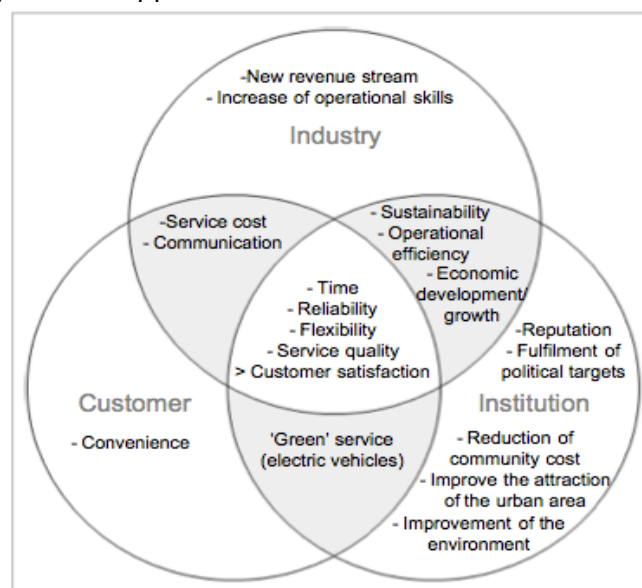 -New revenue stream
- Increase of operational skills
Industry
-Service cost
- Communication
- Sustainability
- Operational
efficiency
- Economic
development/
growth
- Time
- Reliability
- Flexibility
- Service quality
> Customer satisfaction
-Reputation
- Fulfilment of
political targets
Customer
Institution
- Convenience
'Green' service
(electric vehicles)
- Reduction of
community cost
- Improve the attraction
of the urban area
- Improvement of the
environment